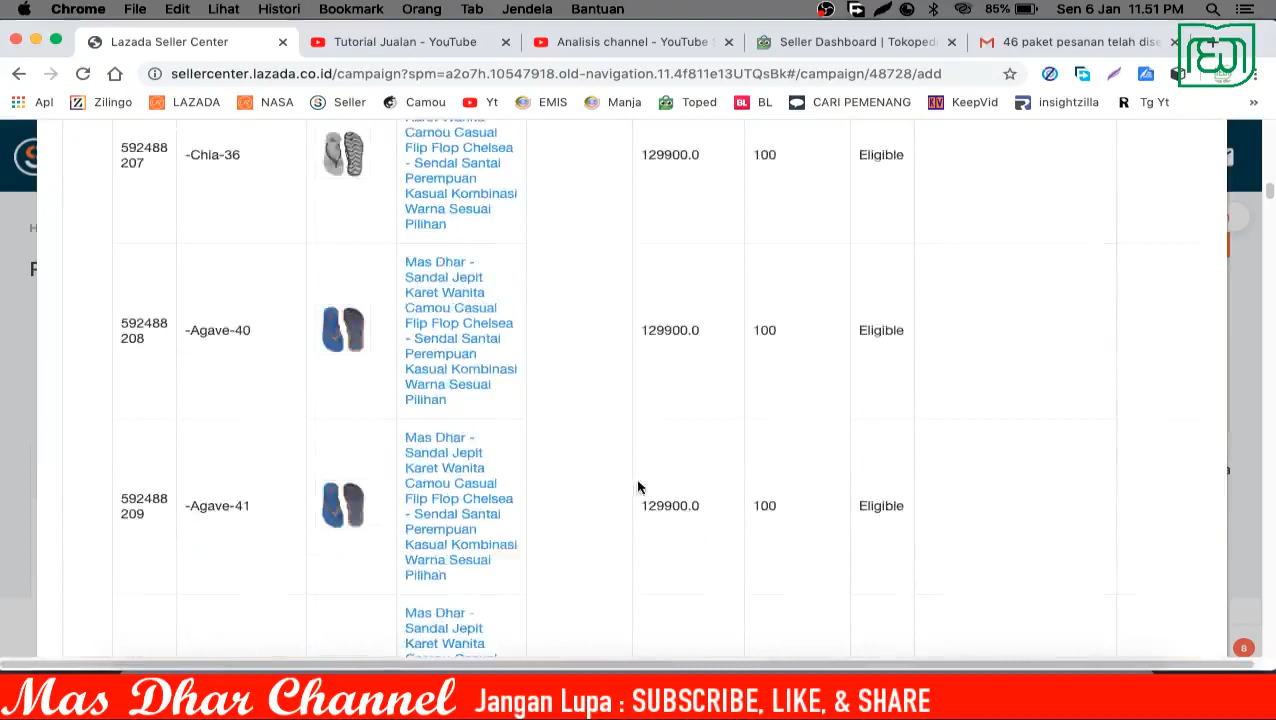 Chrome File Edit Lihat Histori Bookmark Orang Tab Jendela Bantuan 85% Sen 6 Jan 11.51 PM
Lazada Seller Center Tutorial Jualan - YouTube Analisis channel - YouTube Seller Dashboard | Tokoped 46 paket pesanan telah dise
sellercenter.lazada.co.id/campaign?spm=a2o7h.10547918.old-navigation.11.4f811e13UTQsBk#/campaign/48728/add
Apl Zilingo LAZADA NASA Seller Camou Yt EMIS Manja Toped BL CARI PEMENANG KeepVid insightzilla Tg Yt
592488
207
-Chia-36
Karet Wanita
Camou Casual
Flip Flop Chelsea
- Sendal Santai
Perempuan
Kasual Kombinasi
Warna Sesuai
Pilihan
129900.0 100 Eligible
592488
208
-Agave-40
Mas Dhar -
Sandal Jepit
Karet Wanita
Camou Casual
Flip Flop Chelsea
- Sendal Santai
Perempuan
Kasual Kombinasi
Warna Sesuai
Pilihan
129900.0 100 Eligible
592488
209
-Agave-41
Mas Dhar -
Sandal Jepit
Karet Wanita
Camou Casual
Flip Flop Chelsea
- Sendal Santai
Perempuan
Kasual Kombinasi
Warna Sesuai
Pilihan
129900.0 100 Eligible
Mas Dhar -
Sandal Jepit
Karet Wanita
8
Mas Dhar Channel Jangan Lupa : SUBSCRIBE, LIKE, & SHARE